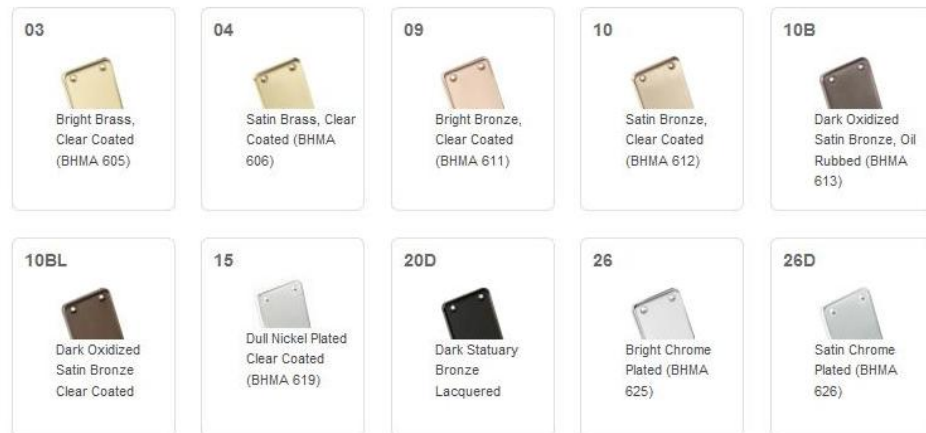 03
Bright Brass,
Clear Coated
(BHMA 605)
04
Satin Brass, Clear
Coated (BHMA
606)
09
Bright Bronze,
Clear Coated
(BHMA 611)
10
Satin Bronze,
Clear Coated
(BHMA 612)
10B
Dark Oxidized
Satin Bronze, Oil
Rubbed (BHMA
613)
10BL
Dark Oxidized
Satin Bronze
Clear Coated
15
Dull Nickel Plated
Clear Coated
(BHMA 619)
20D
Dark Statuary
Bronze
Lacquered
26
Bright Chrome
Plated (BHMA
625)
26D
Satin Chrome
Plated (BHMA
626)